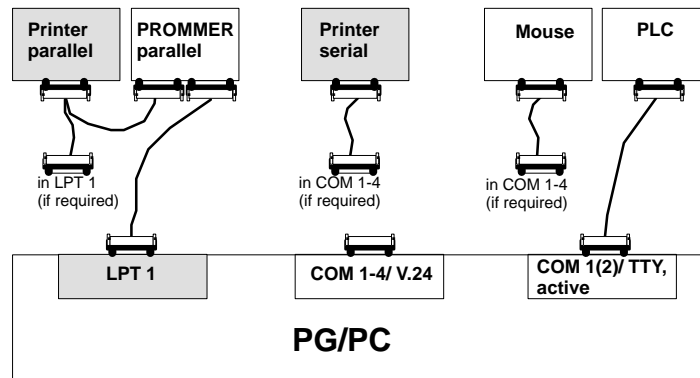 Printer
parallel
PROMMER
parallel
Printer
serial
Mouse
PLC
in LPT 1
(if required)
in COM 1-4
(if required)
in COM 1-4
(if required)
LPT 1
COM 1-4/ V.24
COM 1(2)/ TTY,
active
PG/PC